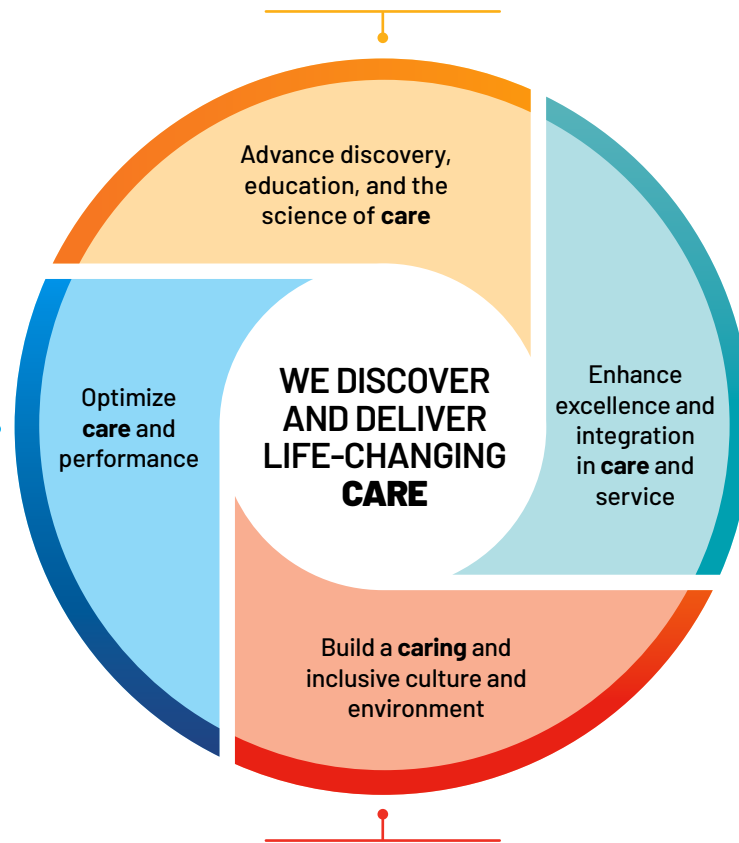 Advance discovery,
education, and the
science of care
Enhance
excellence and
integration
in care and
service
Build a caring and
inclusive culture and
environment
Optimize
care and
performance
WE DISCOVER
AND DELIVER
LIFE-CHANGING
CARE